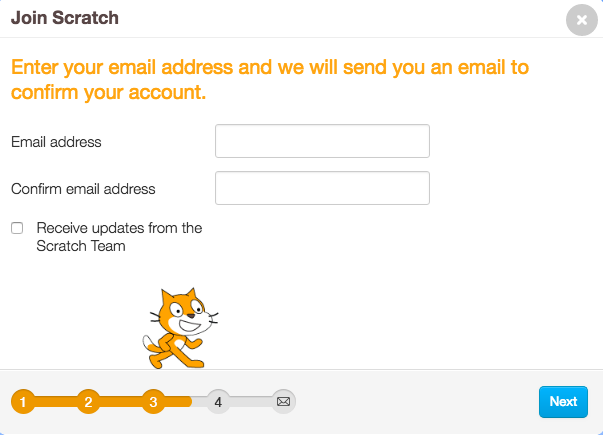 Join Scratch
Enter your email address and we will send you an email to
confirm your account.
Email address
Confirm email address
Receive updates from the
Scratch Team
1 2 3 4
Next